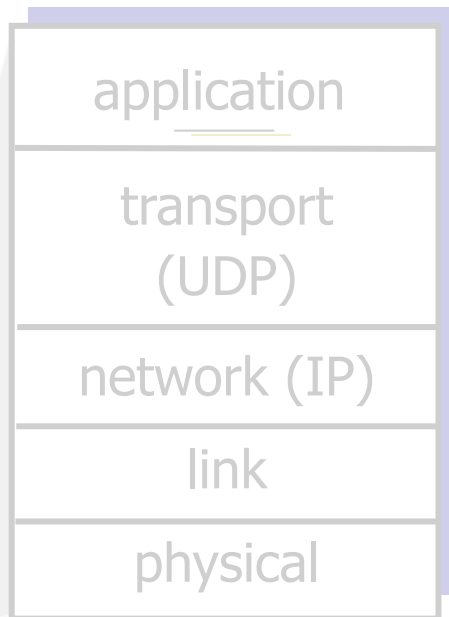 application
transport
(UDP)
network (IP)
link
physical